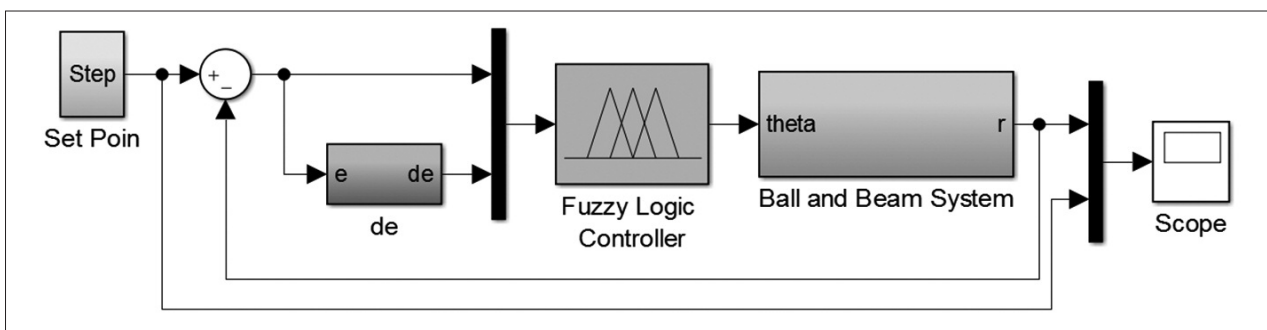 Step
Set Poin
+
−
e de
de
Fuzzy Logic
Controller
theta r
Ball and Beam System
Scope